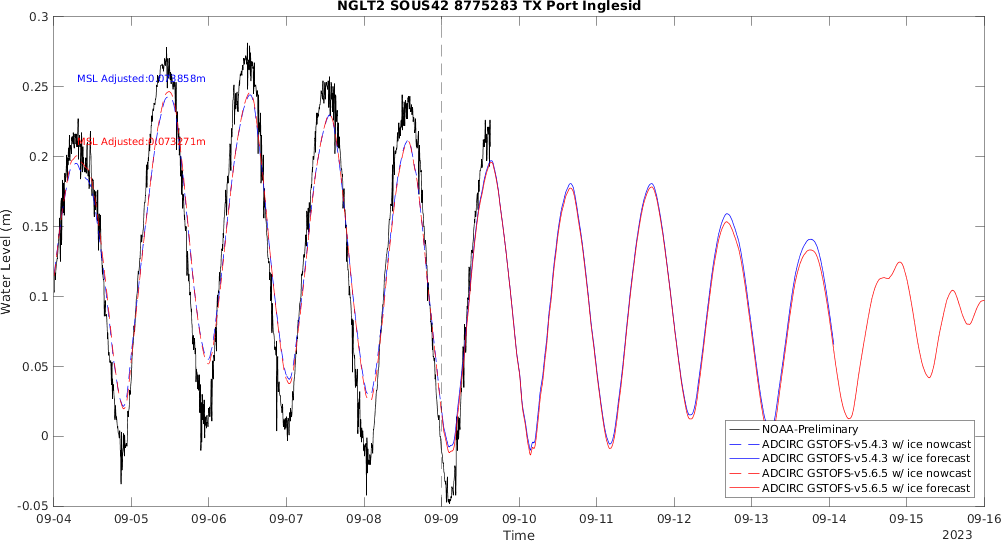 NGLT2 SOUS42 8775283 TX Port Inglesid
0.3
0.25
0.2
0.15
0.1
0.05
0
-0.05
Water Level (m)
MSL Adjusted:0.073858m
MSL Adjusted:0.073271m
NOAA-Preliminary
ADCIRC GSTOFS-v5.4.3 w/ ice nowcast
ADCIRC GSTOFS-v5.4.3 w/ ice forecast
ADCIRC GSTOFS-v5.6.5 w/ ice nowcast
ADCIRC GSTOFS-v5.6.5 w/ ice forecast
09-04 09-05 09-06 09-07 09-08 09-09 09-10 09-11 09-12 09-13 09-14 09-15 09-16
Time
2023